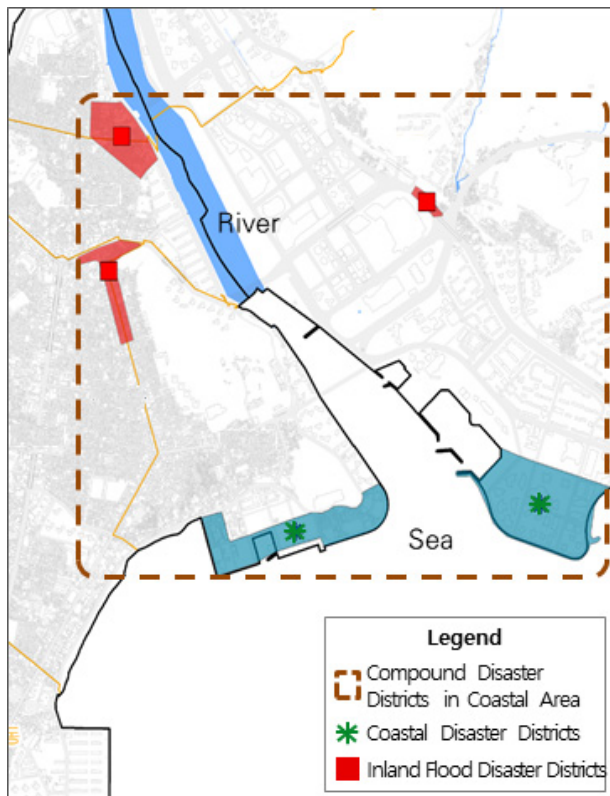 River
Sea
Legend
Compound Disaster
Districts in Coastal Area
Coastal Disaster Districts
Inland Flood Disaster Districts